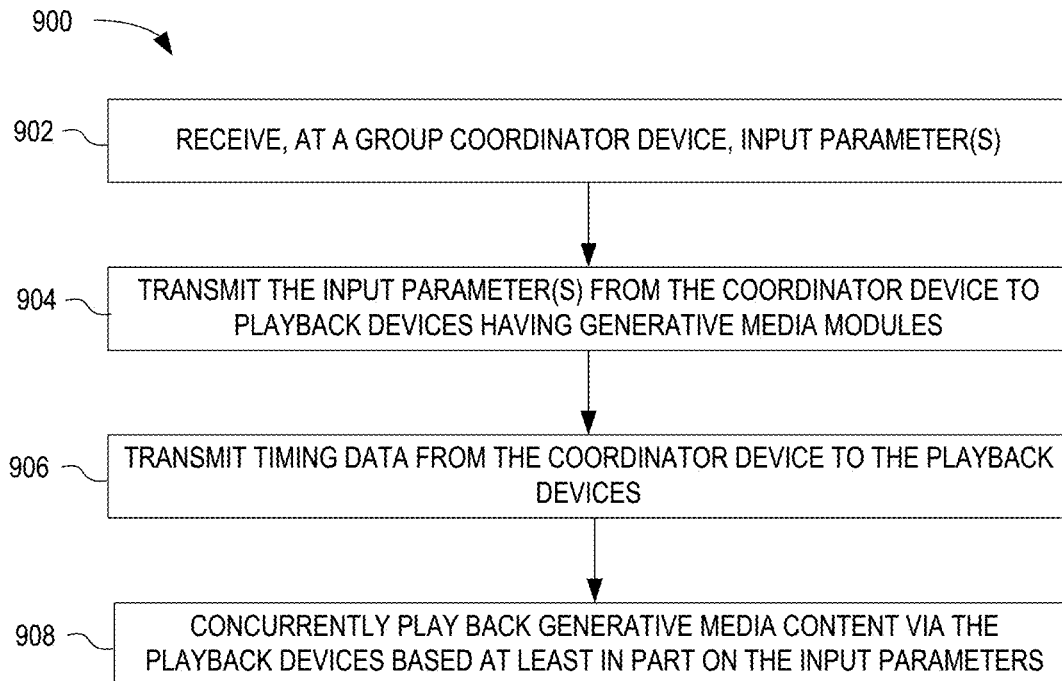 900
902
RECEIVE, AT A GROUP COORDINATOR DEVICE, INPUT PARAMETER(S)
904
TRANSMIT THE INPUT PARAMETER(S) FROM THE COORDINATOR DEVICE TO
PLAYBACK DEVICES HAVING GENERATIVE MEDIA MODULES
906
TRANSMIT TIMING DATA FROM THE COORDINATOR DEVICE TO THE PLAYBACK
DEVICES
908
CONCURRENTLY PLAY BACK GENERATIVE MEDIA CONTENT VIA THE
PLAYBACK DEVICES BASED AT LEAST IN PART ON THE INPUT PARAMETERS